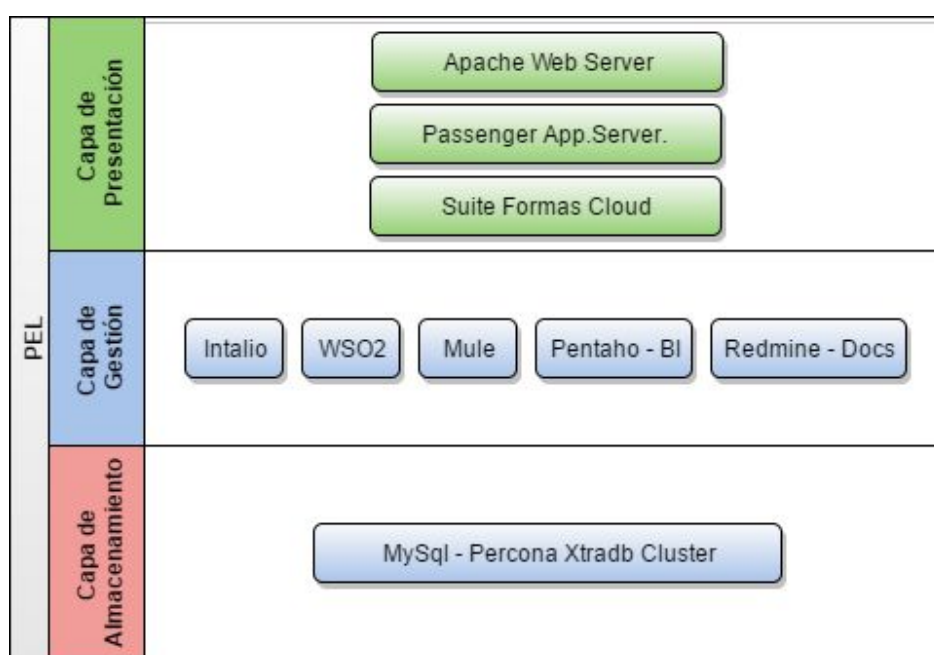 PEL
Capa de
Presentación
Apache Web Server
Passenger App.Server.
Suite Formas Cloud
Capa de
Gestión
Intalio
WSO2
Mule
Pentaho - BI
Redmine - Docs
Capa de
Almacenamiento
MySql - Percona Xtradb Cluster